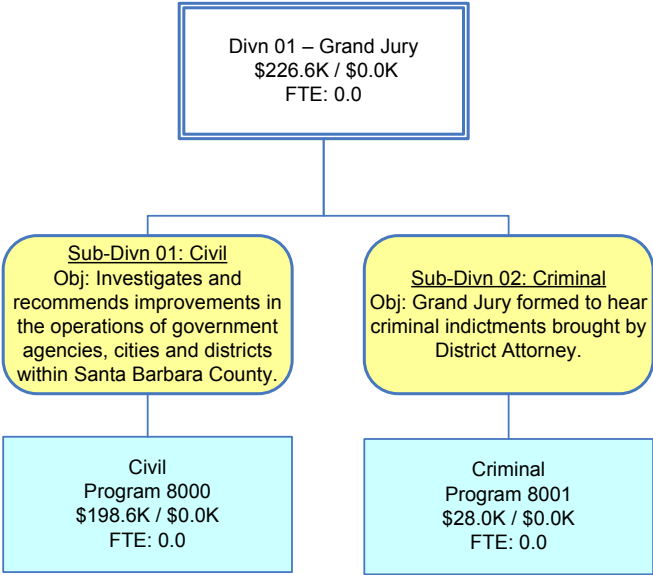 Divn 01 – Grand Jury
$226.6K / $0.0K
FTE: 0.0
Sub-Divn 01: Civil
Obj: Investigates and
recommends improvements in
the operations of government
agencies, cities and districts
within Santa Barbara County.
Sub-Divn 02: Criminal
Obj: Grand Jury formed to hear
criminal indictments brought by
District Attorney.
Civil
Program 8000
$198.6K / $0.0K
FTE: 0.0
Criminal
Program 8001
$28.0K / $0.0K
FTE: 0.0